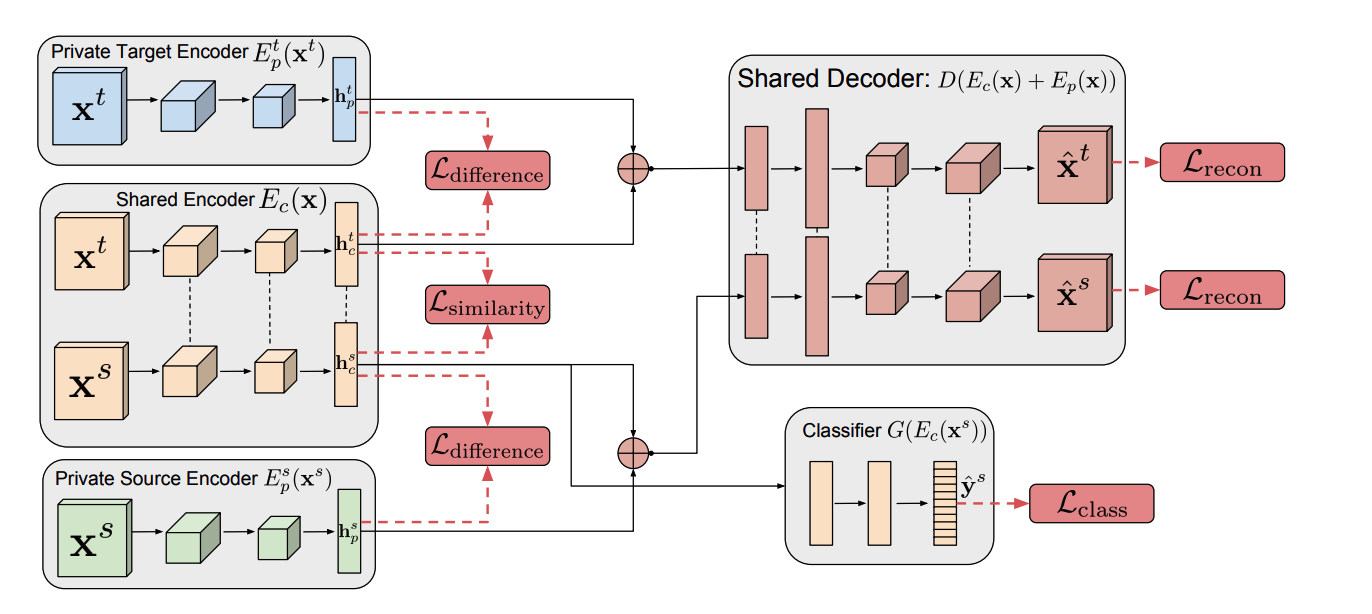 Private Target Encoder $E_p^t(\mathbf{x}^t)$
$\mathbf{x}^t$
$\mathbf{h}_p^t$
$\mathcal{L}_{\text{difference}}$
Shared Encoder $E_c(\mathbf{x})$
$\mathbf{x}^t$
$\mathbf{h}_c^t$
$\mathcal{L}_{\text{similarity}}$
$\mathbf{x}^s$
$\mathbf{h}_c^s$
$\mathcal{L}_{\text{difference}}$
Private Source Encoder $E_p^s(\mathbf{x}^s)$
$\mathbf{x}^s$
$\mathbf{h}_p^s$
Shared Decoder: $D(E_c(\mathbf{x}) + E_p(\mathbf{x}))$
$\hat{\mathbf{x}}^t$
$\mathcal{L}_{\text{recon}}$
$\hat{\mathbf{x}}^s$
$\mathcal{L}_{\text{recon}}$
Classifier $G(E_c(\mathbf{x}^s))$
$\hat{\mathbf{y}}^s$
$\mathcal{L}_{\text{class}}$